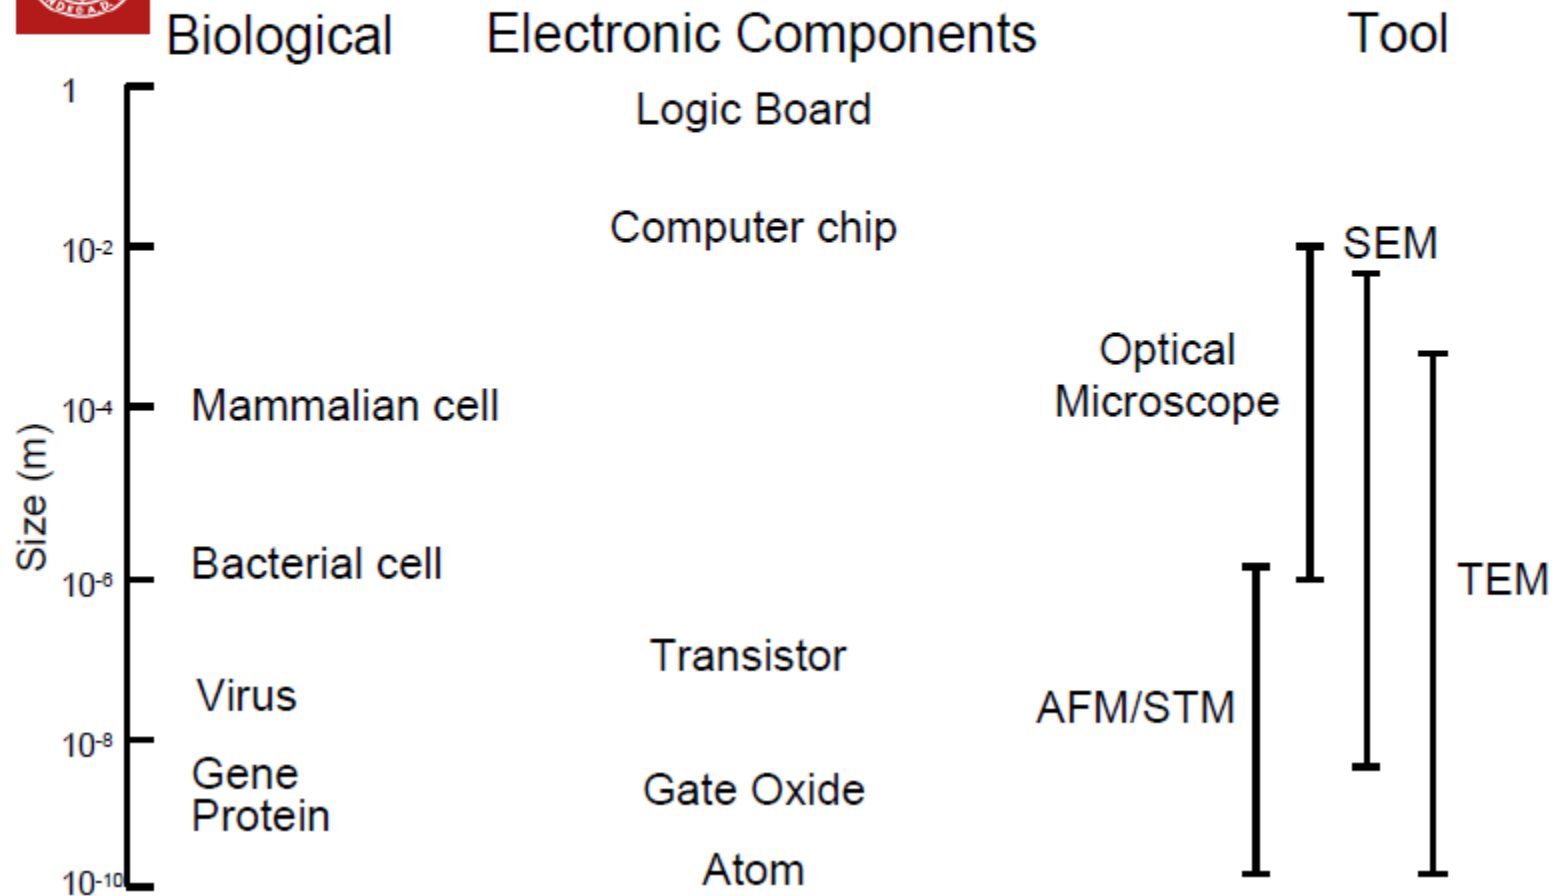 Biological Electronic Components Tool
1
Logic Board
Computer chip
10⁻²
SEM
Optical
Microscope
10⁻⁴
Mammalian cell
Size (m)
Bacterial cell
10⁻⁶
TEM
Transistor
Virus
AFM/STM
10⁻⁸
Gene
Protein
Gate Oxide
Atom
10⁻¹⁰